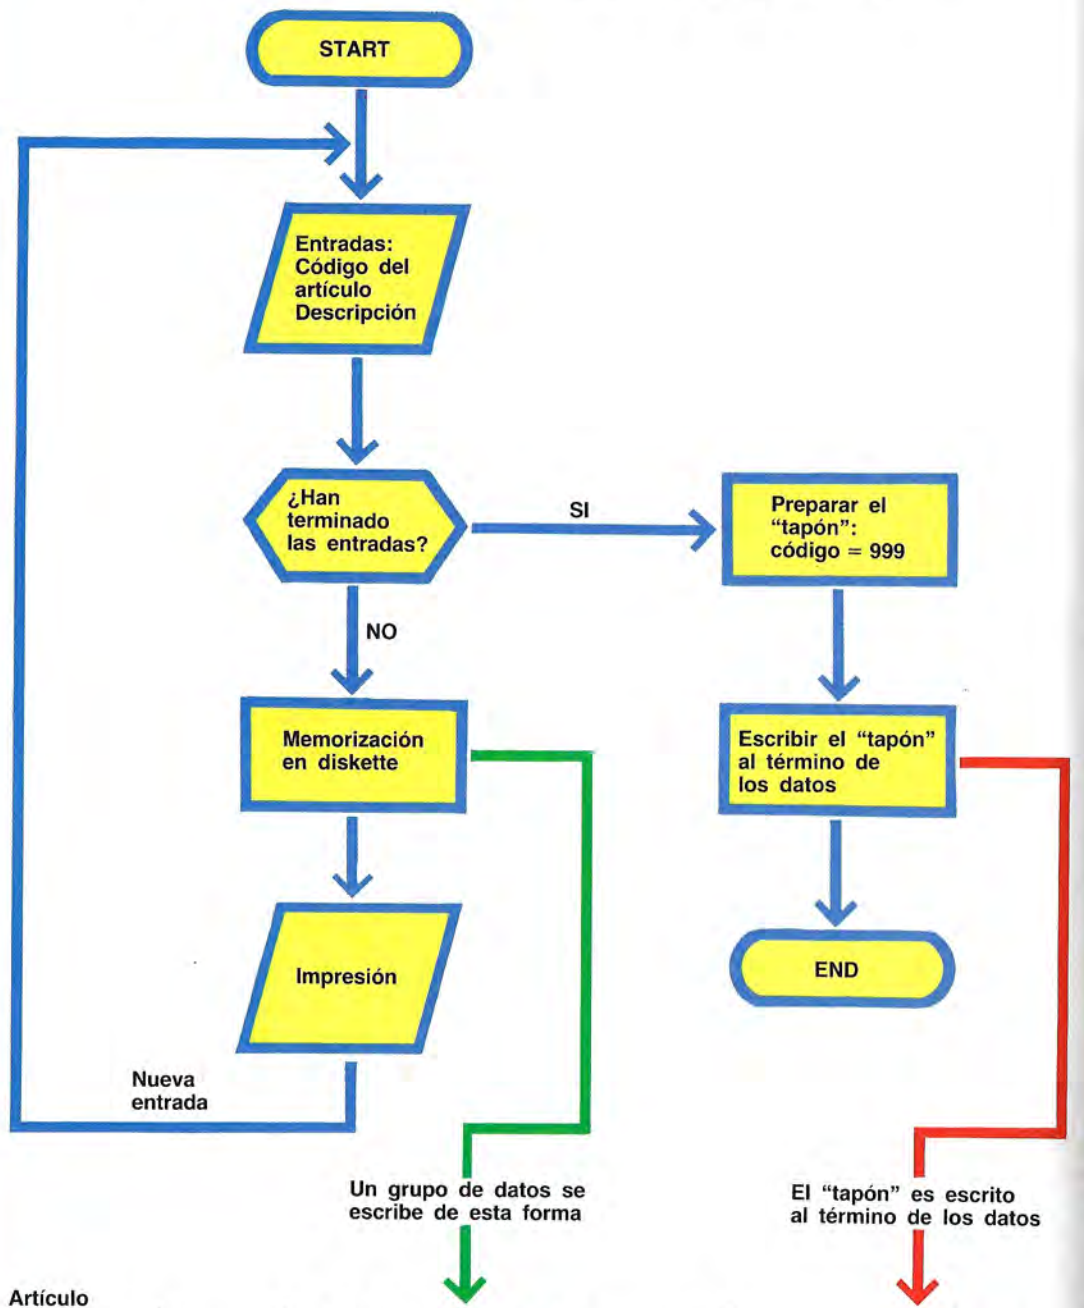 START
Entradas:
Código del
artículo
Descripción
¿Han
terminado
las entradas?
SI
Preparar el
“tapón”:
código = 999
NO
Memorización
en diskette
Escribir el “tapón”
al término de
los datos
Impresión
END
Nueva
entrada
Un grupo de datos se
escribe de esta forma
El “tapón” es escrito
al término de los datos
Artículo